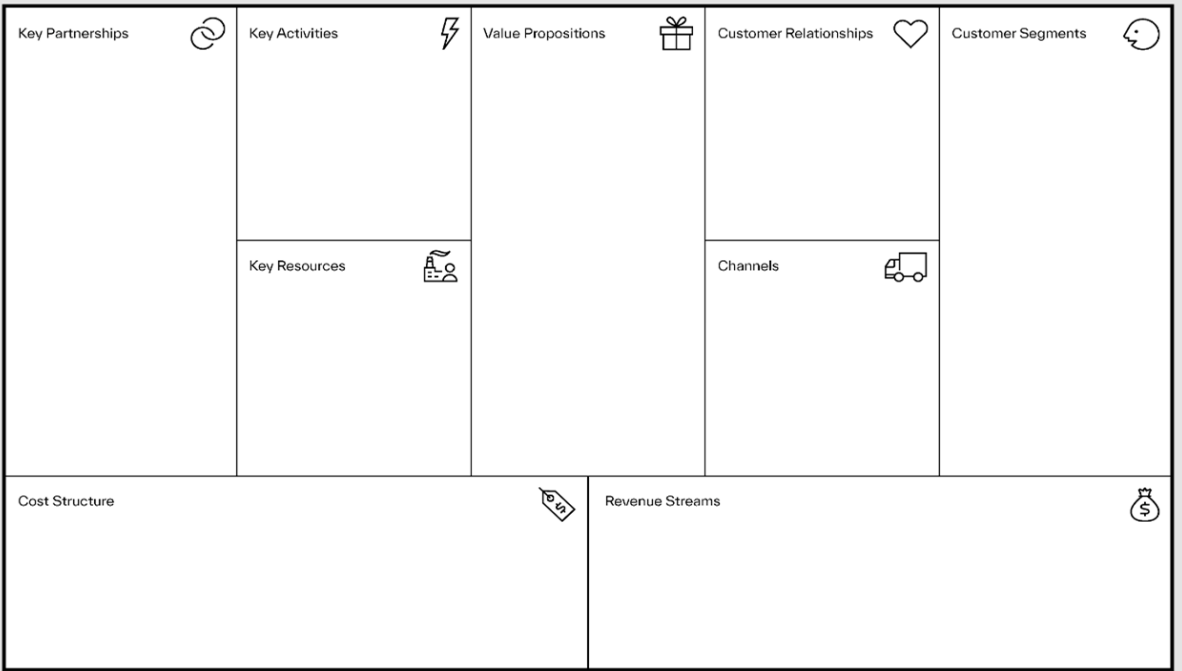 Key Partnerships
Key Activities
Value Propositions
Customer Relationships
Customer Segments
Key Resources
Channels
Cost Structure
$
Revenue Streams
$